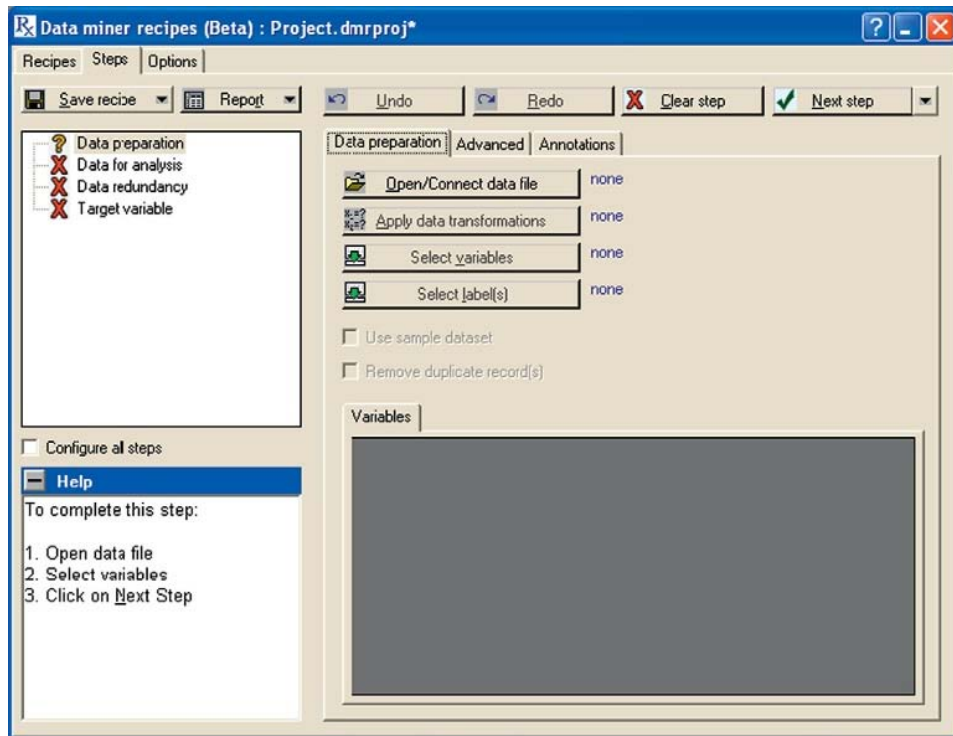 Data miner recipes (Beta) : Project.dmrproj*
Recipes Steps Options
Save recipe Report Undo Redo Clear step Next step
Data preparation
Data for analysis
Data redundancy
Target variable
Configure all steps
Help
To complete this step:
1. Open data file
2. Select variables
3. Click on Next Step
Data preparation Advanced Annotations
Open/Connect data file none
Apply data transformations none
Select variables none
Select label(s) none
Use sample dataset
Remove duplicate record(s)
Variables